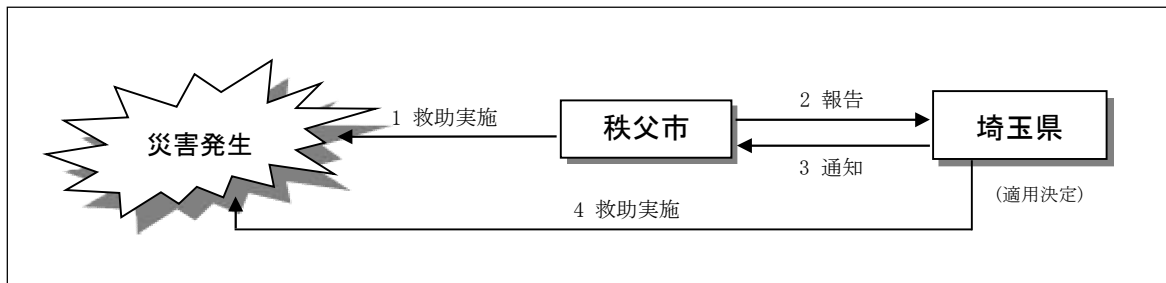 災害発生
1 救助実施
秩父市
2 報告
3 通知
埼玉県
(適用決定)
4 救助実施